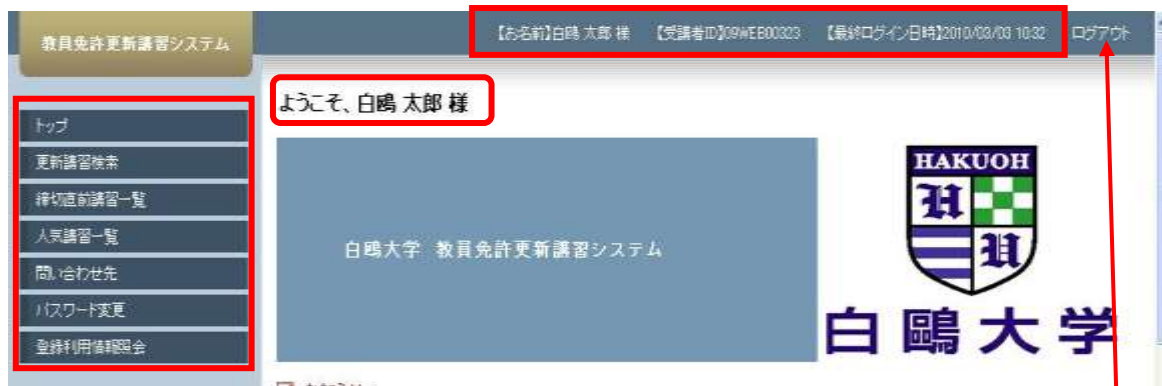 教員免許更新講習システム
【お名前】白鴎 太郎 様 【受講者ID】09WEB00323 【最終ログイン日時】2010/03/03 10:32 ログアウト
ようこそ、白鴎 太郎 様
トップ
更新講習検索
締切直前講習一覧
人気講習一覧
問い合わせ先
パスワード変更
登録利用情報照会
白鴎大学 教員免許更新講習システム
HAKUOH
H
H
白鷗大学